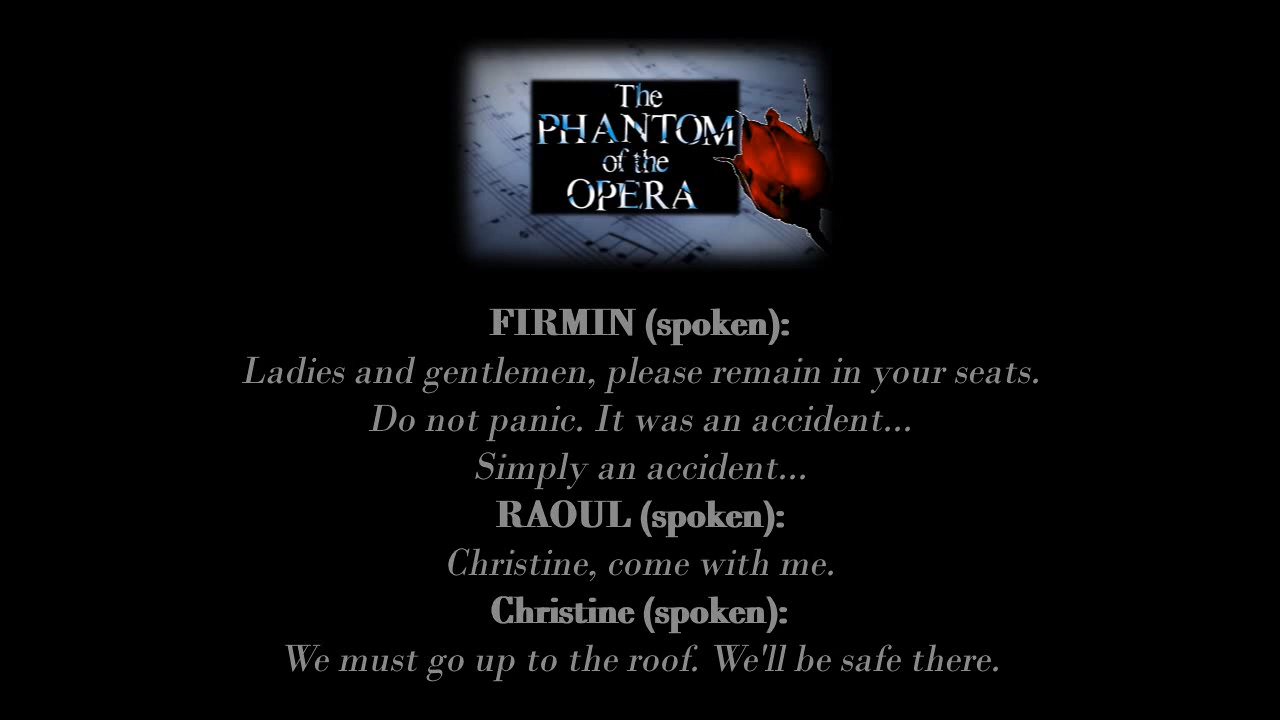 The
PHANTOM
of the
OPERA
FIRMIN (spoken):
Ladies and gentlemen, please remain in your seats.
Do not panic. It was an accident...
Simply an accident...
RAOUL (spoken):
Christine, come with me.
Christine (spoken):
We must go up to the roof. We'll be safe there.